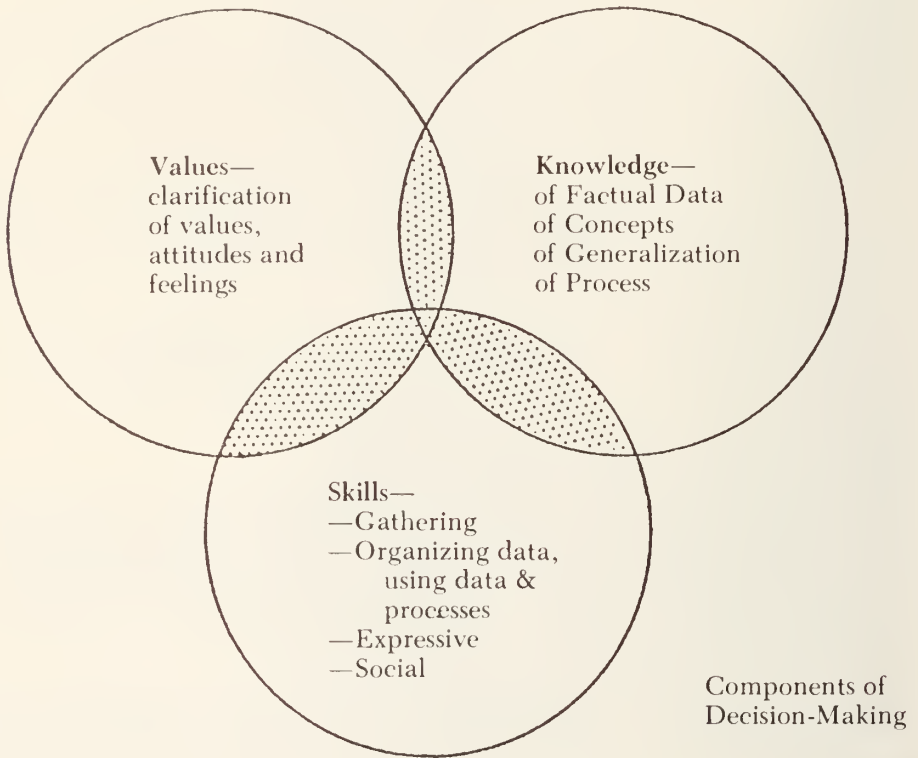 Values—
clarification
of values,
attitudes and
feelings
Knowledge—
of Factual Data
of Concepts
of Generalization
of Process
Skills—
—Gathering
—Organizing data,
using data &
processes
—Expressive
—Social
Components of
Decision-Making